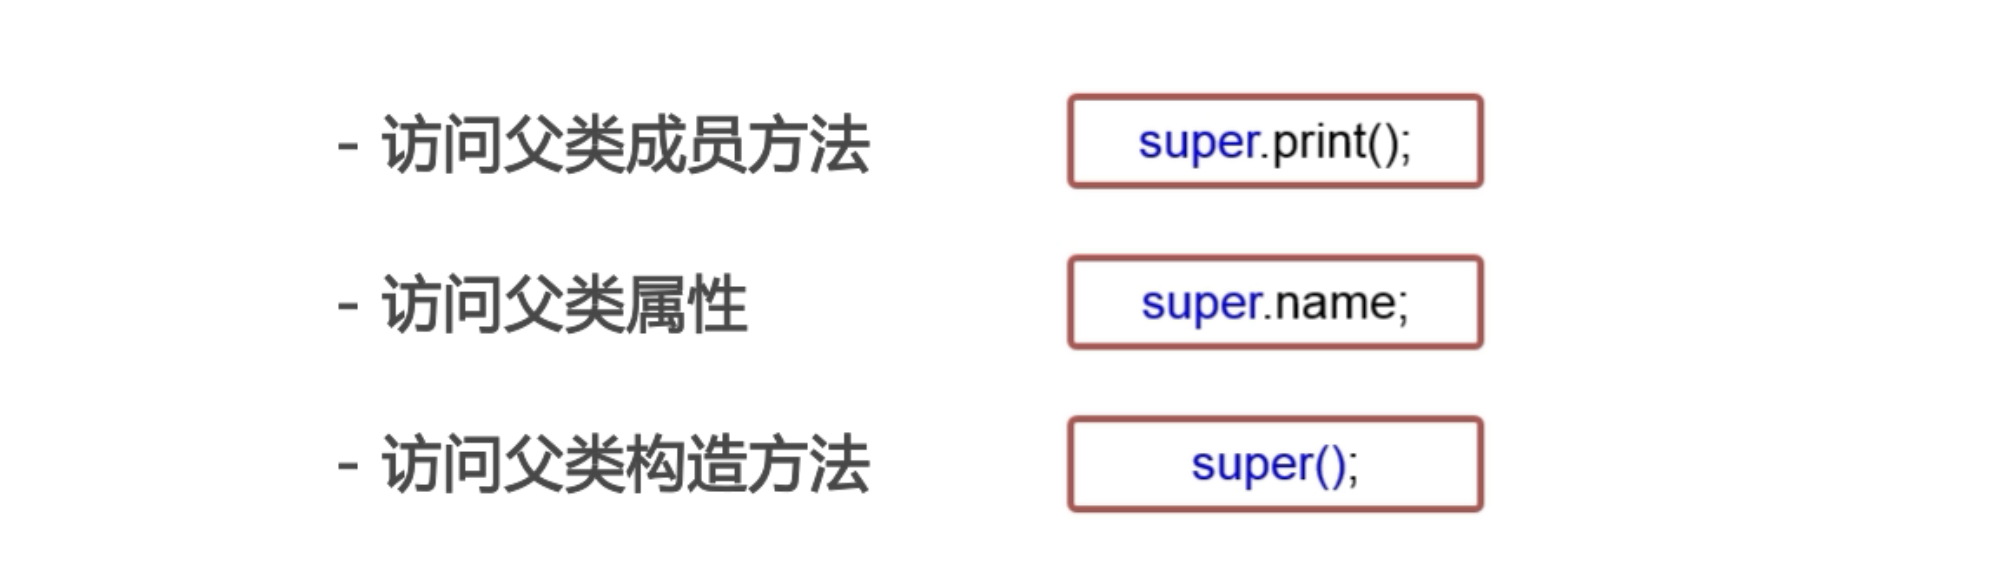 - 访问父类成员方法 super.print();
- 访问父类属性 super.name;
- 访问父类构造方法 super();